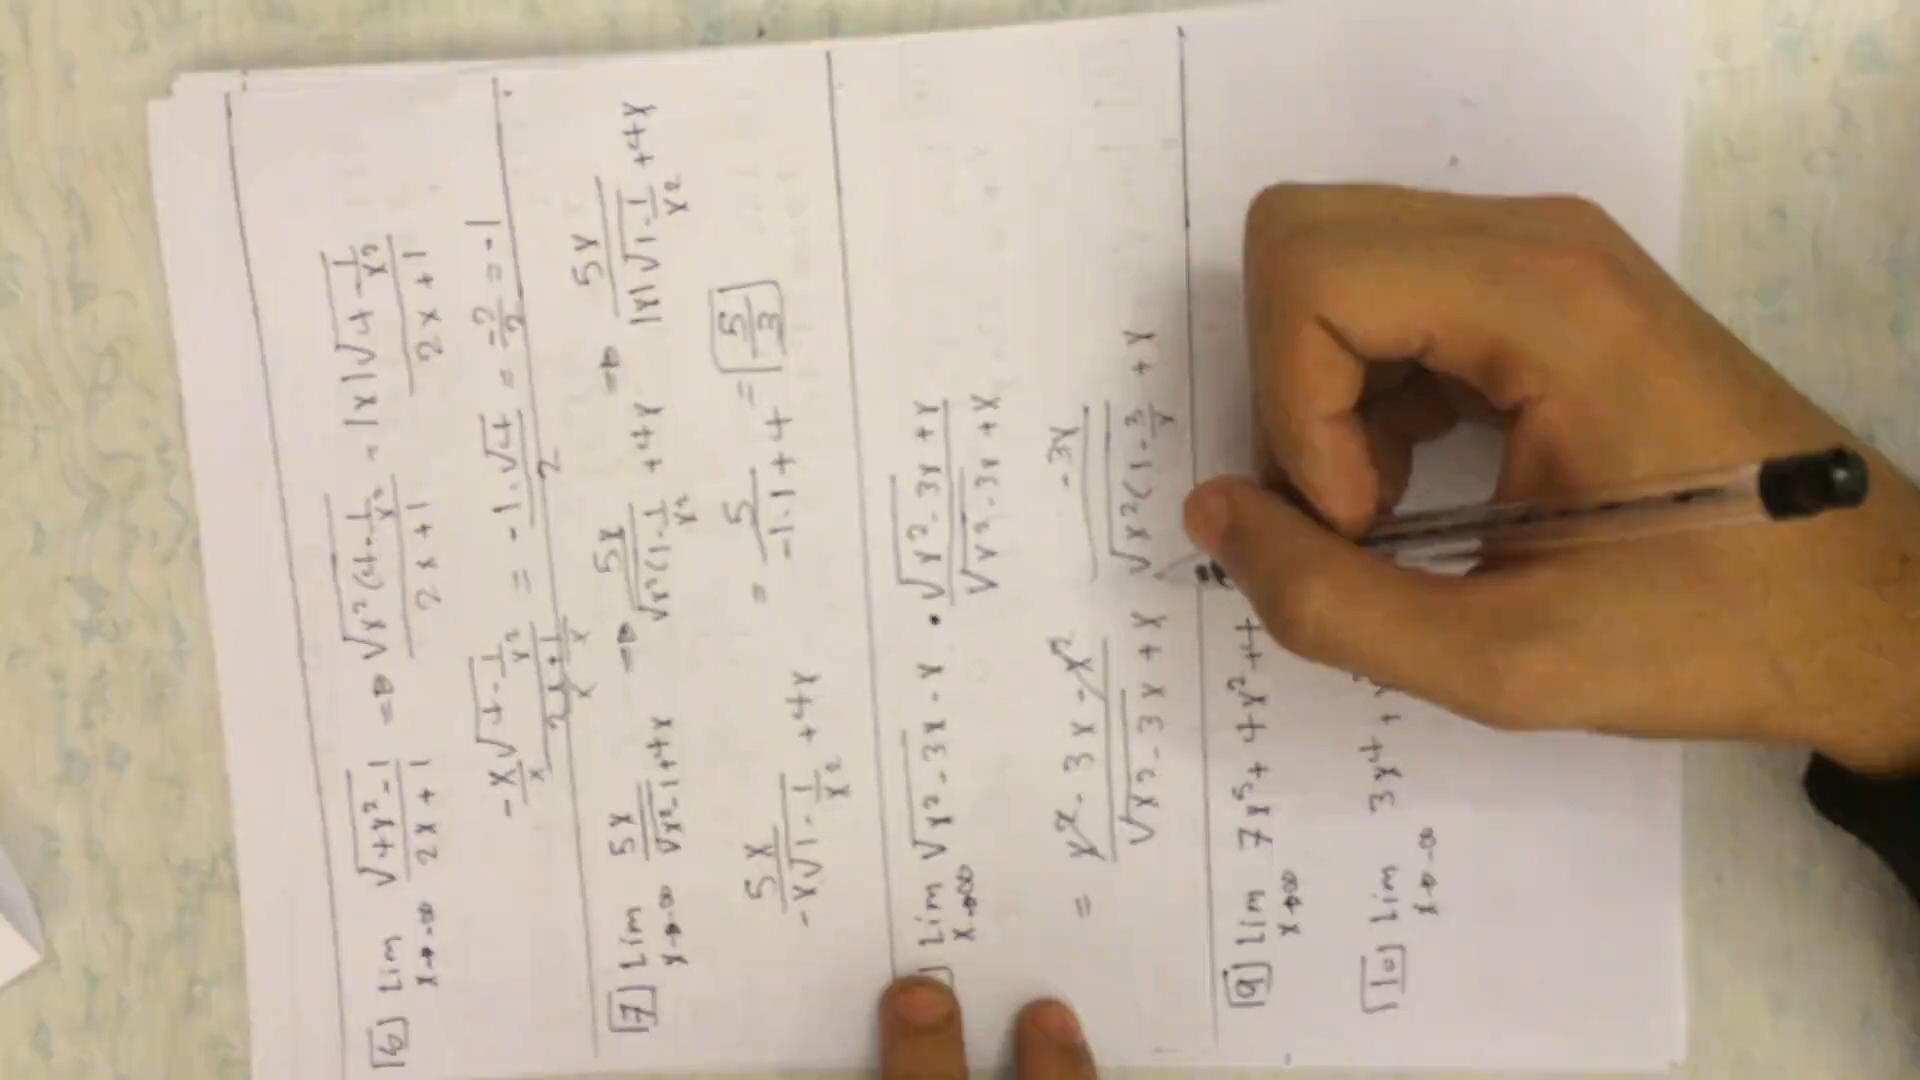 [6] Lim x→-∞ √(4x²-1) / 2x+1 ⇒ √(x²(4-1/x²) / 2x+1 = |x|√4 1/x² / 2x+1
-x√4-1/x² / x / 2x+1 / x x = -1.√4 / 2 = -2/2 = -1
[7] Lim x→-∞ 5x / √x²-1+4x ⇒ 5x / √x²(1-1/x² +4x ⇒ 5x / |x|√1-1/x² +4x
5x / -x√1-1/x² +4x = 5 / -1.1+4 = 5/3
Lim x→∞ √x²-3x - x • √x²-3x+x / √x²-3x+x
= x²-3x-x² / √x²-3x+x -3x / √x²(1-3/x +x
[9] Lim x→∞ 7x⁵+4x²+
[10] Lim x→-∞ 3x⁴+